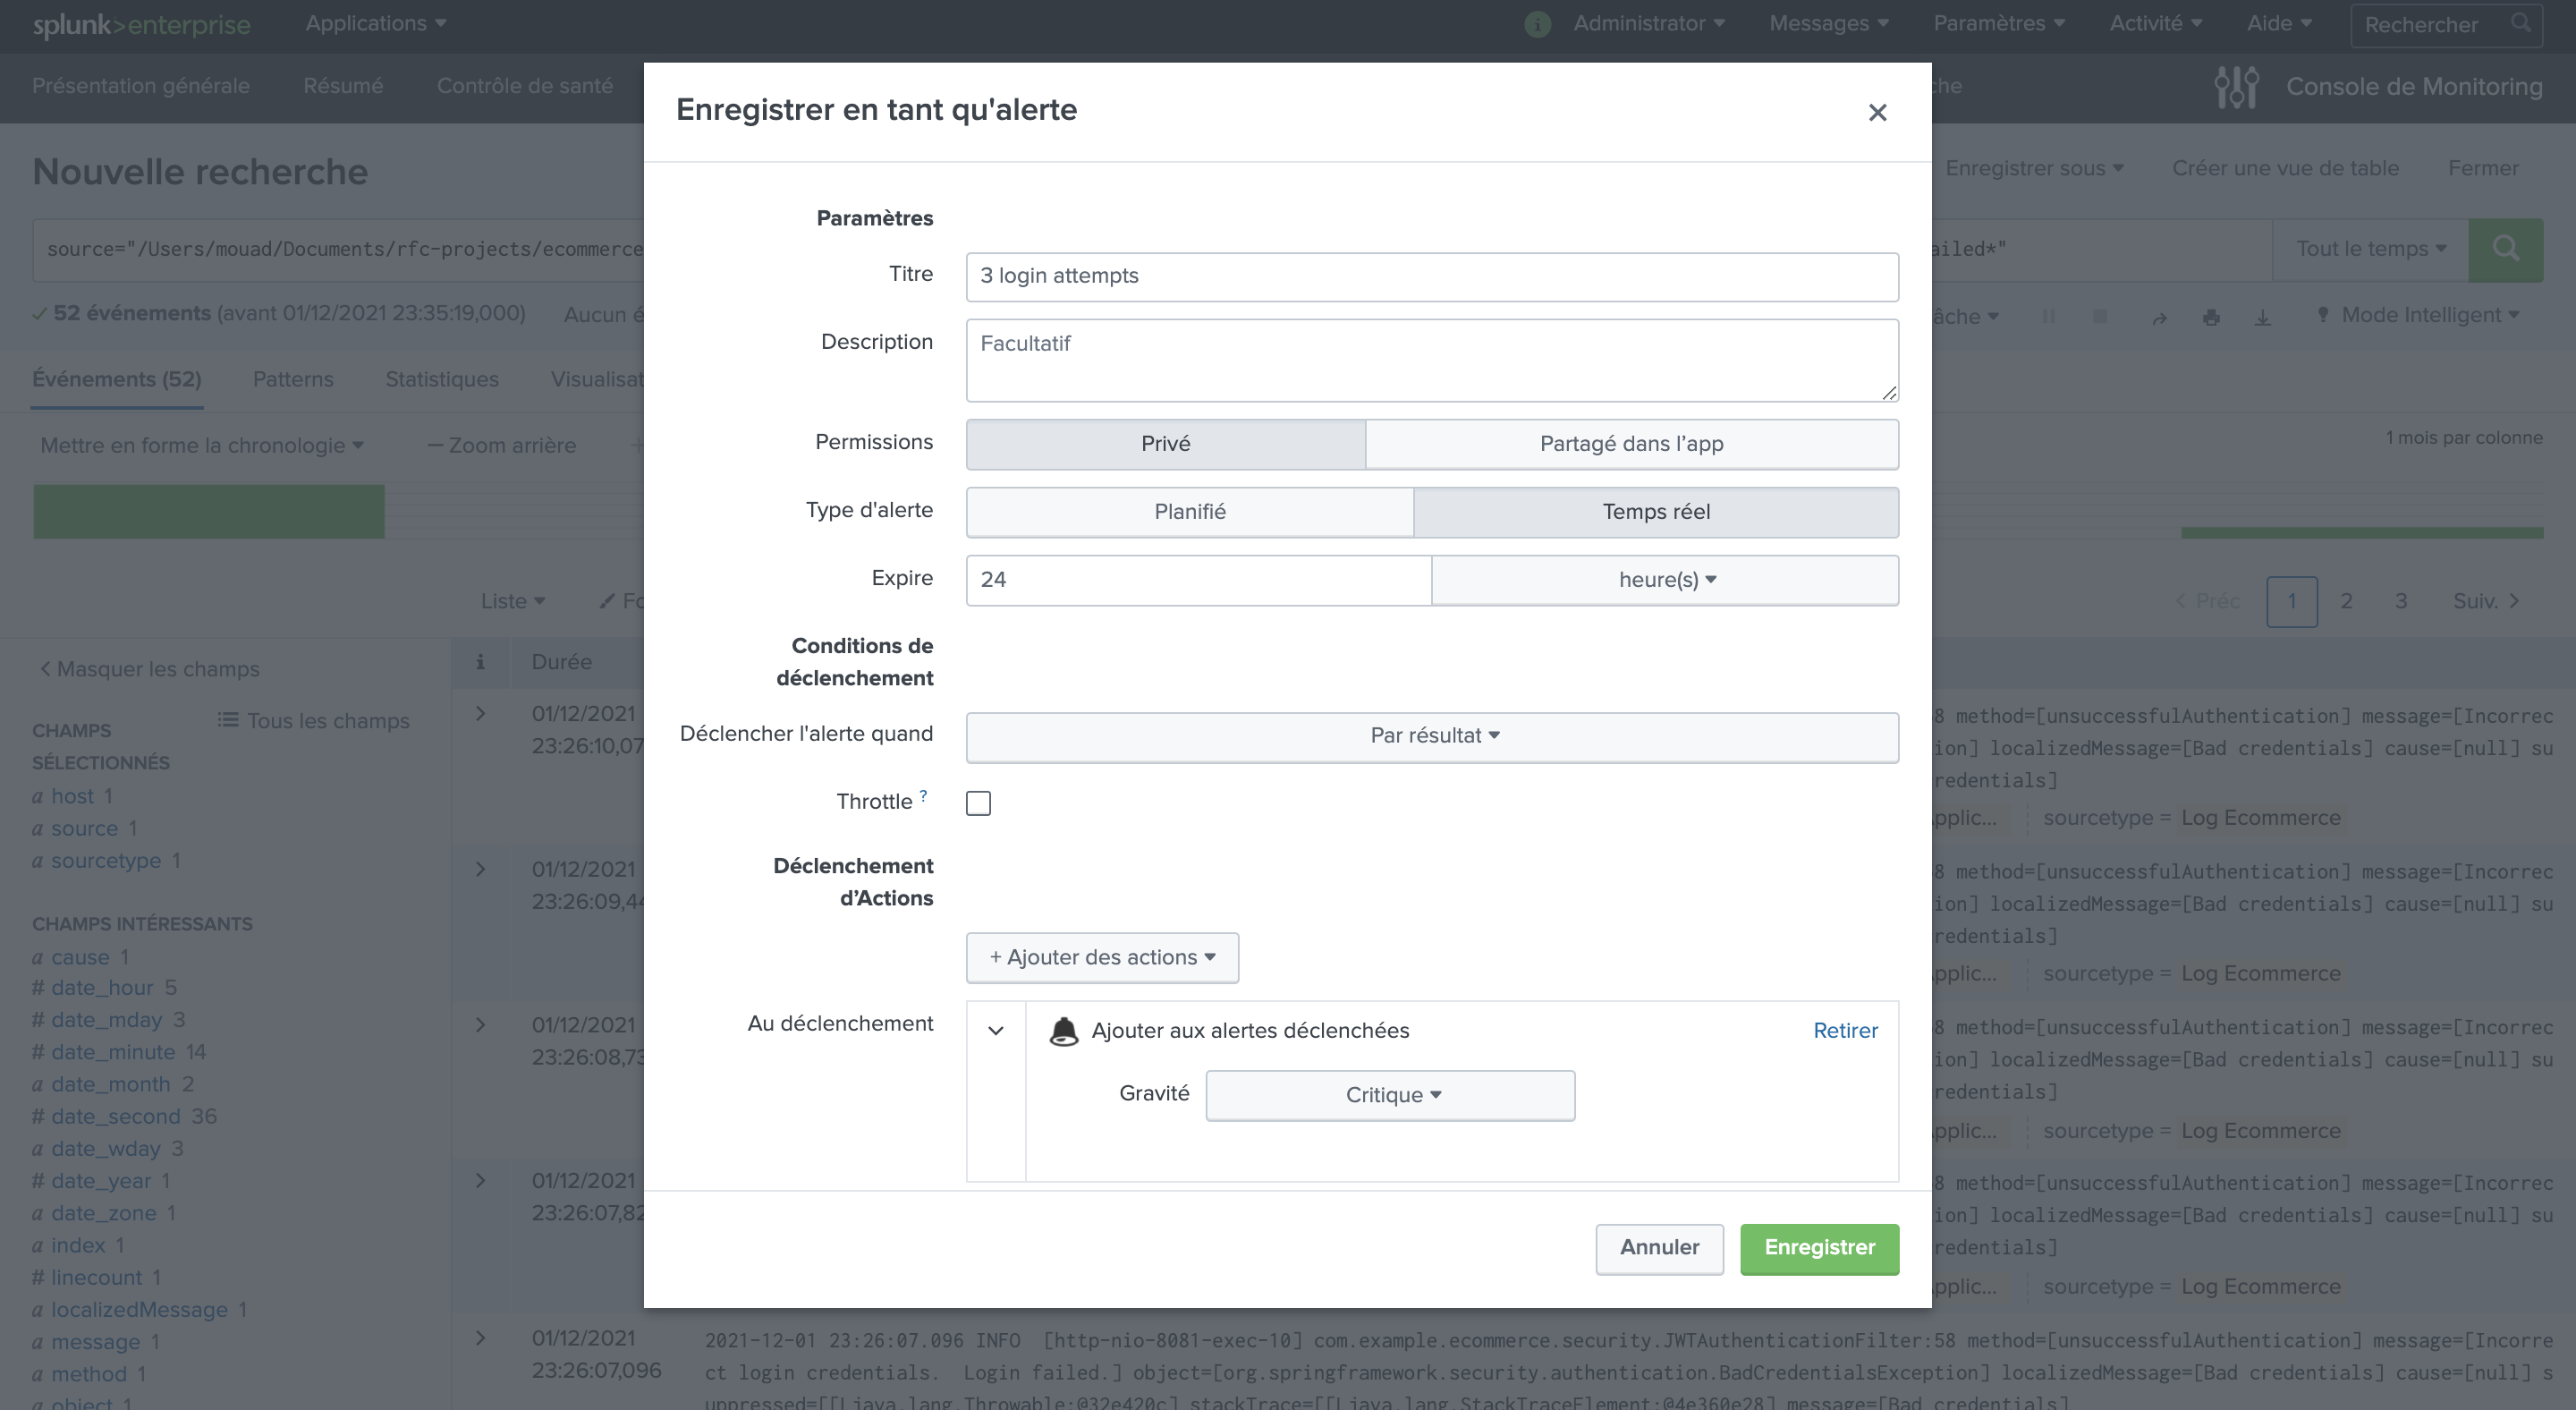 splunk>enterprise Applications Administrator Messages Paramètres Activité Aide Rechercher
Présentation générale Résumé Contrôle de santé Console de Monitoring
Nouvelle recherche Enregistrer sous Créer une vue de table Fermer
source="/Users/mouad/Documents/rfc-projects/ecommerce ailed*" Tout le temps
52 événements (avant 01/12/2021 23:35:19,000) Aucun Mode Intelligent
Événements (52) Patterns Statistiques Visualisat
Mettre en forme la chronologie Zoom arrière 1 mois par colonne
Liste Préc 1 2 3 Suiv.
Masquer les champs i Durée
Tous les champs
CHAMPS
SÉLECTIONNÉS
a host 1
a source 1
a sourcetype 1
CHAMPS INTÉRESSANTS
a cause 1
# date_hour 5
# date_mday 3
# date_minute 14
a date_month 2
# date_second 36
a date_wday 3
# date_year 1
a date_zone 1
a index 1
# linecount 1
a localizedMessage 1
a message 1
a method 1
a object 1
01/12/2021
23:26:10,07
8 method=[unsuccessfulAuthentication] message=[Incorrec
ion] localizedMessage=[Bad credentials] cause=[null] su
redentials]
Applic... sourcetype = Log Ecommerce
01/12/2021
23:26:09,44
8 method=[unsuccessfulAuthentication] message=[Incorrec
ion] localizedMessage=[Bad credentials] cause=[null] su
redentials]
Applic... sourcetype = Log Ecommerce
01/12/2021
23:26:08,73
8 method=[unsuccessfulAuthentication] message=[Incorrec
ion] localizedMessage=[Bad credentials] cause=[null] su
redentials]
Applic... sourcetype = Log Ecommerce
01/12/2021
23:26:07,82
8 method=[unsuccessfulAuthentication] message=[Incorrec
ion] localizedMessage=[Bad credentials] cause=[null] su
redentials]
Applic... sourcetype = Log Ecommerce
01/12/2021
23:26:07,096
2021-12-01 23:26:07.096 INFO [http-nio-8081-exec-10] com.example.ecommerce.security.JWTAuthenticationFilter:58 method=[unsuccessfulAuthentication] message=[Incorre
ct login credentials. Login failed.] object=[org.springframework.security.authentication.BadCredentialsException] localizedMessage=[Bad credentials] cause=[null] s
uppressed=[[Ljava.lang.Throwable;@32e420c] stackTrace=[[Ljava.lang.StackTraceElement;@4e360e28] message=[Bad credentials]
Enregistrer en tant qu'alerte
Paramètres
Titre 3 login attempts
Description Facultatif
Permissions Privé Partagé dans l’app
Type d'alerte Planifié Temps réel
Expire 24 heure(s)
Conditions de
déclenchement
Déclencher l'alerte quand Par résultat
Throttle ?
Déclenchement
d’Actions
+ Ajouter des actions
Au déclenchement Ajouter aux alertes déclenchées Retirer
Gravité Critique
Annuler Enregistrer